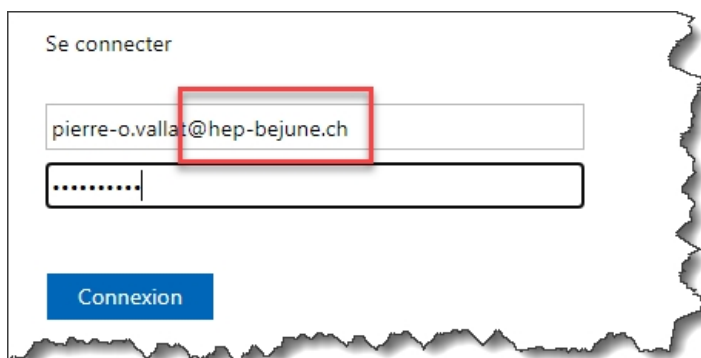 Se connecter
pierre-o.vallat@hep-bejune.ch
••••••••••
Connexion